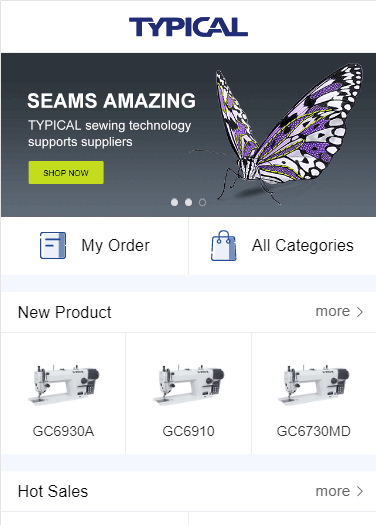 TYPICAL
SEAMS AMAZING
TYPICAL sewing technology
supports suppliers
SHOP NOW
My Order
All Categories
New Product
more
GC6930A
GC6910
GC6730MD
Hot Sales
more